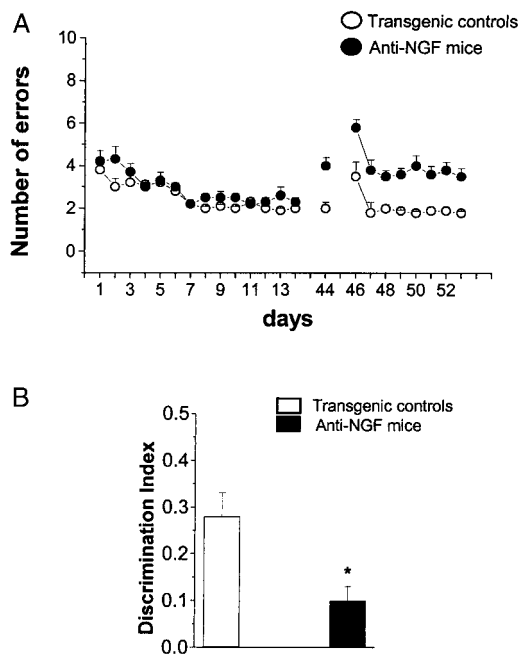 A
Transgenic controls
Anti-NGF mice
Number of errors
10
8
6
4
2
0
1 3 5 7 9 11 13 44 46 48 50 52
days
B
Transgenic controls
Anti-NGF mice
Discrimination Index
0.5
0.4
0.3
0.2
0.1
0.0
*